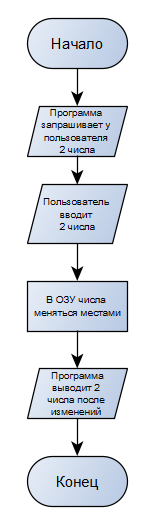 Начало
Программа
запрашивает у
пользователя
2 числа
Пользователь
вводит
2 числа
В ОЗУ числа
меняться местами
Программа
выводит 2
числа после
изменений
Конец